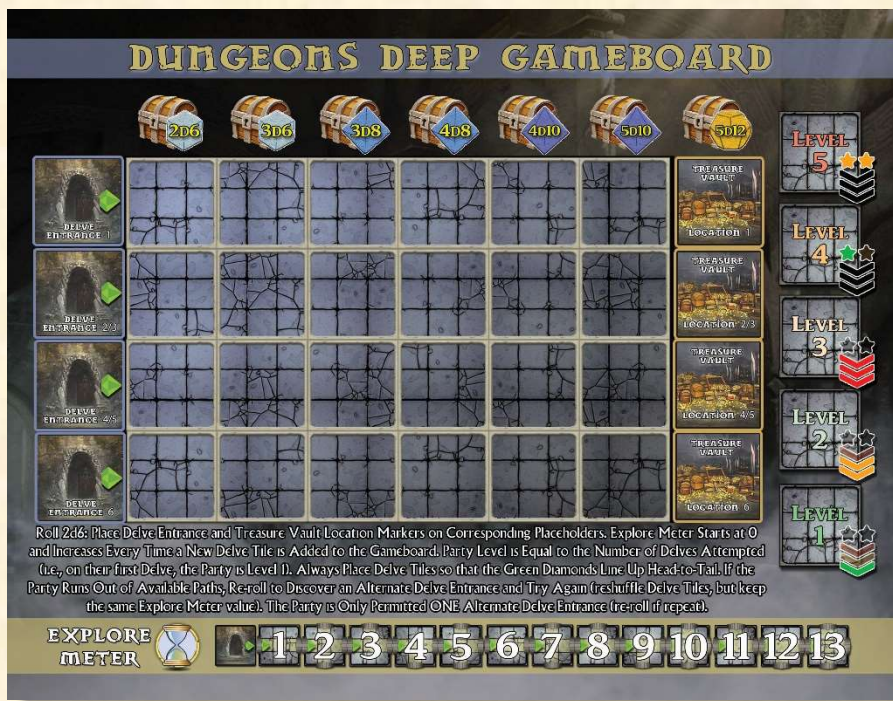 DUNGEONS DEEP GAMEBOARD
2D6 3D6 3D8 4D8 4D10 5D10 5D12
DELVE
ENTRANCE 1
TREASURE
VAULT
LOCATION 1
DELVE
ENTRANCE 2/3
TREASURE
VAULT
LOCATION 2/3
DELVE
ENTRANCE 4/5
TREASURE
VAULT
LOCATION 4/5
DELVE
ENTRANCE 6
TREASURE
VAULT
LOCATION 6
LEVEL
5
LEVEL
4
LEVEL
3
LEVEL
2
LEVEL
1
Roll 2d6: Place Delve Entrance and Treasure Vault Location Markers on Corresponding Placeholders. Explore Meter Starts at 0
and Increases Every Time a New Delve Tile is Added to the Gameboard. Party Level is Equal to the Number of Delves Attempted
(i.e., on their first Delve, the Party is Level 1). Always Place Delve Tiles so that the Green Diamonds Line Up Head-to-Tail. If the
Party Runs Out of Available Paths, Re-roll to Discover an Alternate Delve Entrance and Try Again (reshuffle Delve Tiles, but keep
the same Explore Meter value). The Party is Only Permitted ONE Alternate Delve Entrance (re-roll if repeat).
EXPLORE
METER
1 2 3 4 5 6 7 8 9 10 11 12 13